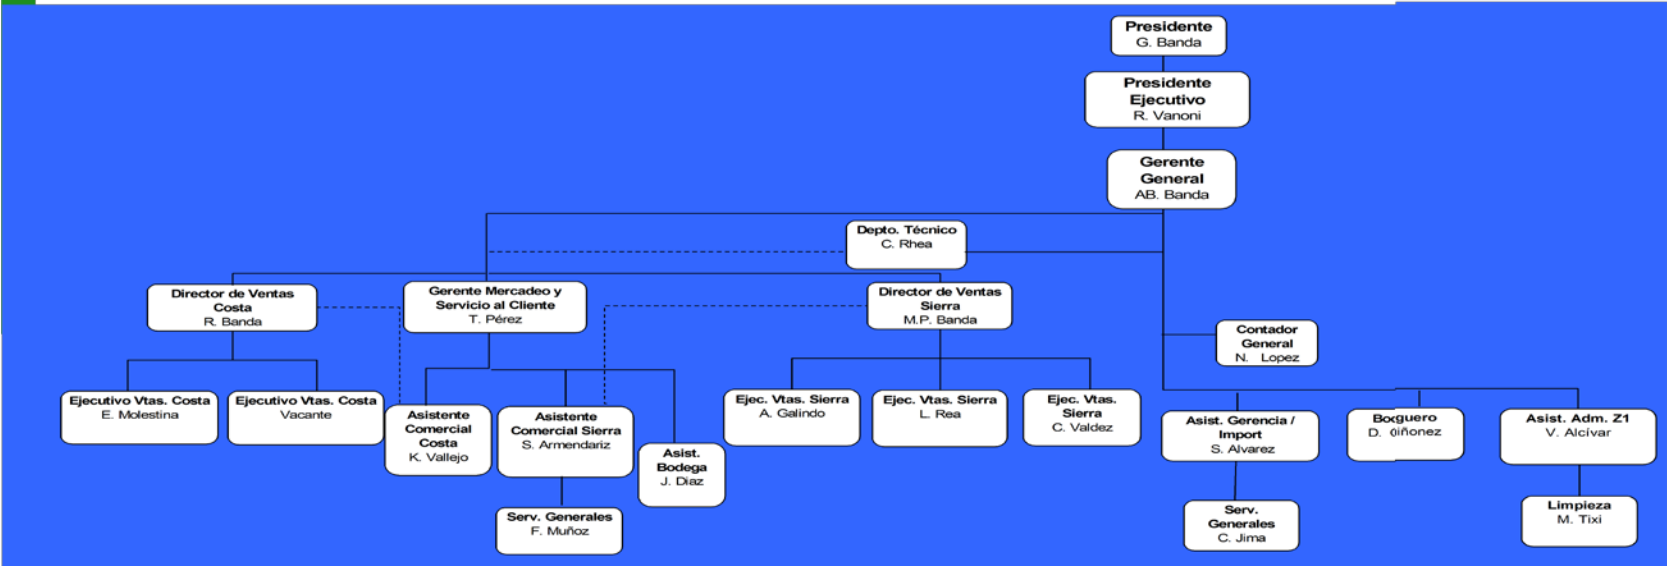 Presidente
G. Banda
Presidente
Ejecutivo
R. Vanoni
Gerente
General
AB. Banda
Depto. Técnico
C. Rhea
Director de Ventas
Costa
R. Banda
Gerente Mercadeo y
Servicio al Cliente
T. Pérez
Director de Ventas
Sierra
M.P. Banda
Contador
General
N. Lopez
Ejecutivo Vtas. Costa
E. Molestina
Ejecutivo Vtas. Costa
Vacante
Asistente
Comercial
Costa
K. Vallejo
Asistente
Comercial Sierra
S. Armendariz
Asist.
Bodega
J. Diaz
Serv. Generales
F. Muñoz
Ejec. Vtas. Sierra
A. Galindo
Ejec. Vtas. Sierra
L. Rea
Ejec. Vtas.
Sierra
C. Valdez
Asist. Gerencia /
Import
S. Alvarez
Serv.
Generales
C. Jima
D.
Asist. Adm. Z1
V. Alcívar
Limpieza
M. Tixi